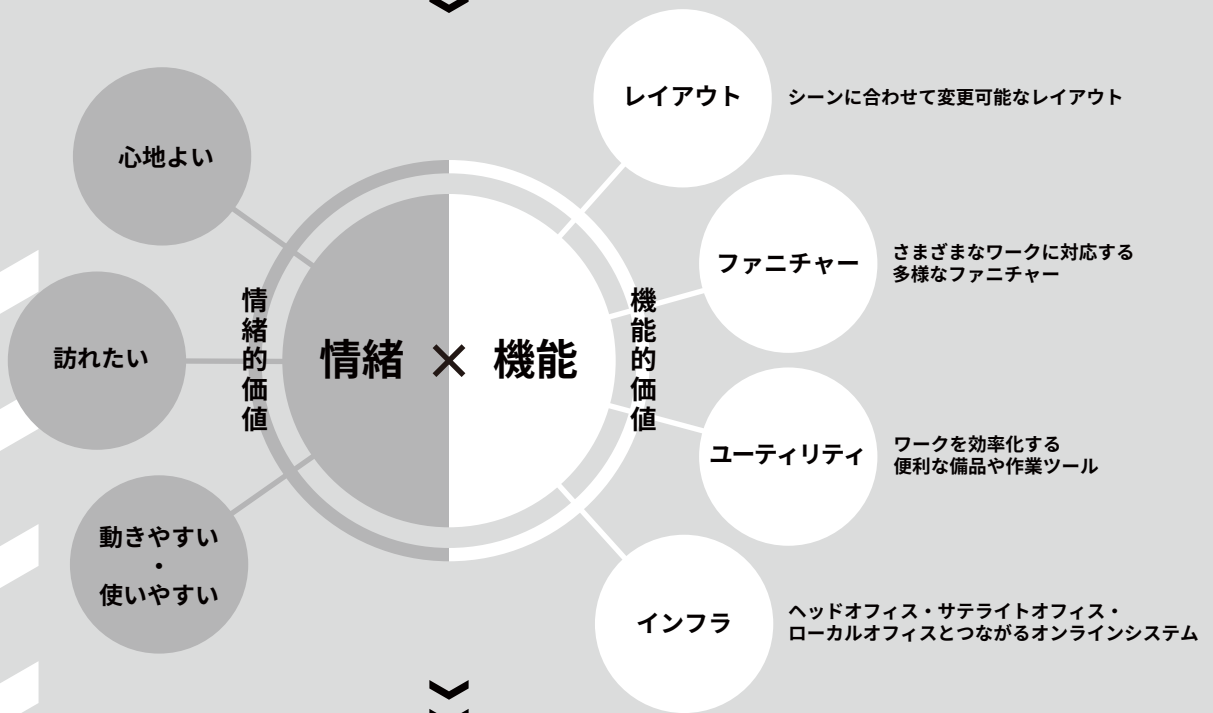 心地よい
訪れたい
動きやすい
・
使いやすい
情緒的価値
情緒 × 機能
機能的価値
レイアウト
シーンに合わせて変更可能なレイアウト
ファニチャー
さまざまなワークに対応する
多様なファニチャー
ユーティリティ
ワークを効率化する
便利な備品や作業ツール
インフラ
ヘッドオフィス・サテライトオフィス・
ローカルオフィスとつながるオンラインシステム